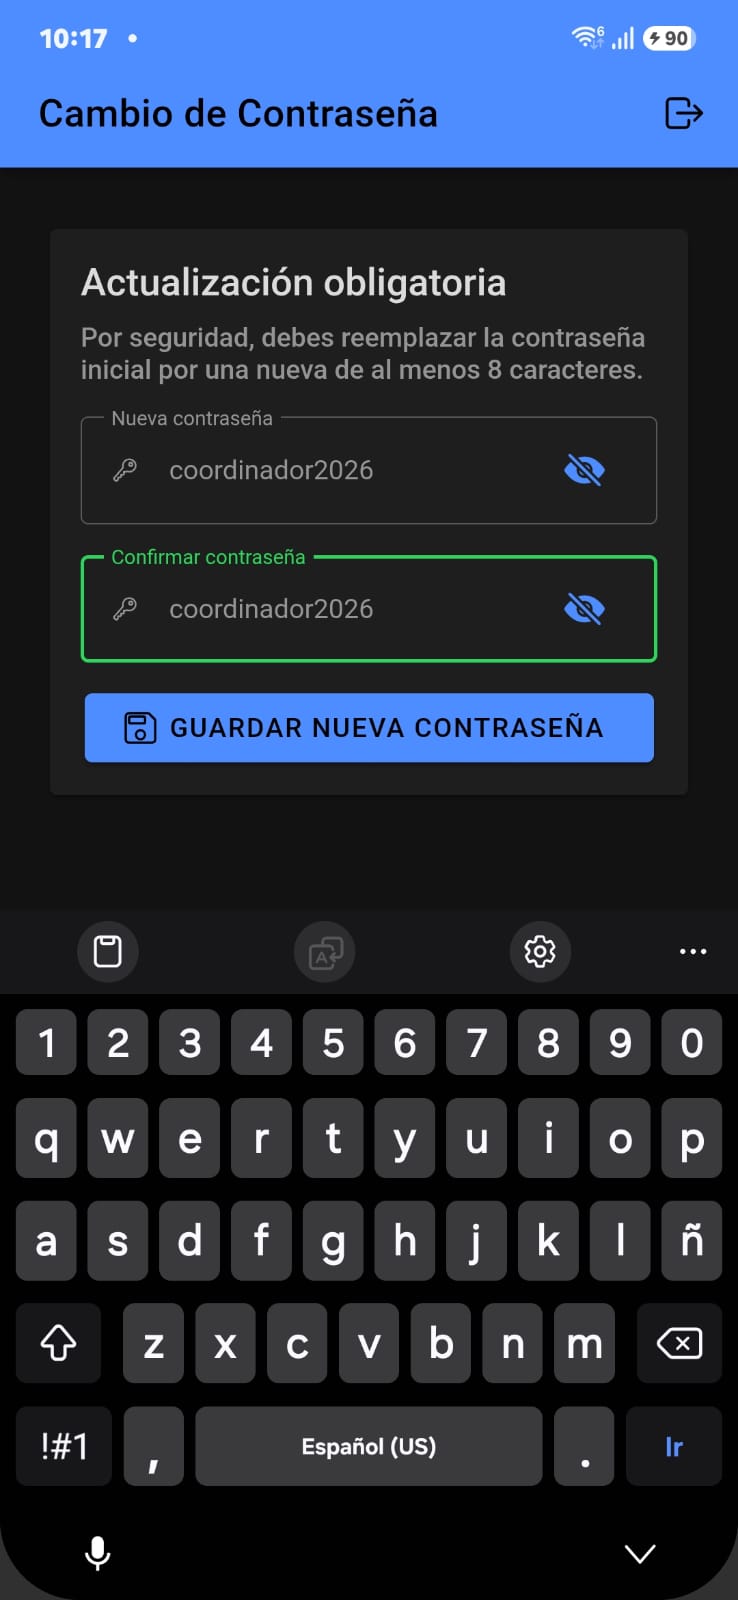 10:17
6
90
Cambio de Contraseña
Actualización obligatoria
Por seguridad, debes reemplazar la contraseña
inicial por una nueva de al menos 8 caracteres.
Nueva contraseña
coordinador2026
Confirmar contraseña
coordinador2026
GUARDAR NUEVA CONTRASEÑA
A
1 2 3 4 5 6 7 8 9 0
q w e r t y u i o p
a s d f g h j k l ñ
z x c v b n m
!#1 , Español (US) . Ir